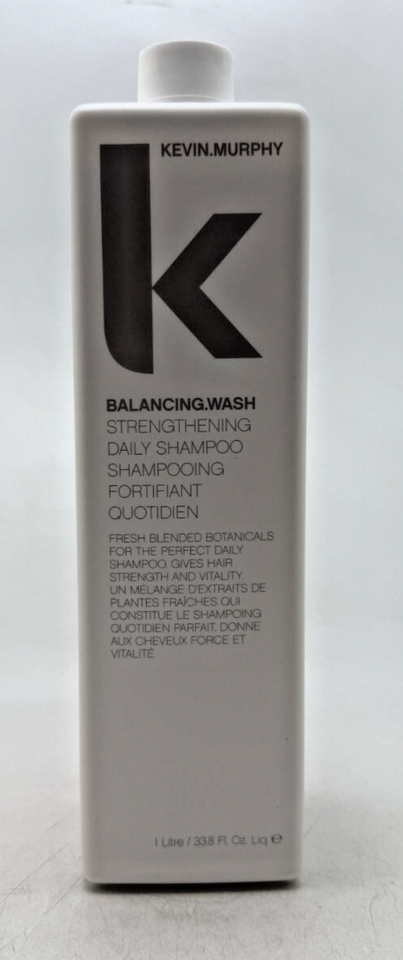 k
KEVIN.MURPHY
BALANCING.WASH
STRENGTHENING
DAILY SHAMPOO
SHAMPOOING
FORTIFIANT
QUOTIDIEN
FRESH BLENDED BOTANICALS
FOR THE PERFECT DAILY
SHAMPOO. GIVES HAIR
STRENGTH AND VITALITY.
UN MÉLANGE D'EXTRAITS DE
PLANTES FRAÎCHES QUI
CONSTITUE LE SHAMPOING
QUOTIDIEN PARFAIT. DONNE
AUX CHEVEUX FORCE ET
VITALITÉ.
1 Litre / 33.8 Fl. Oz. Liq. ℮